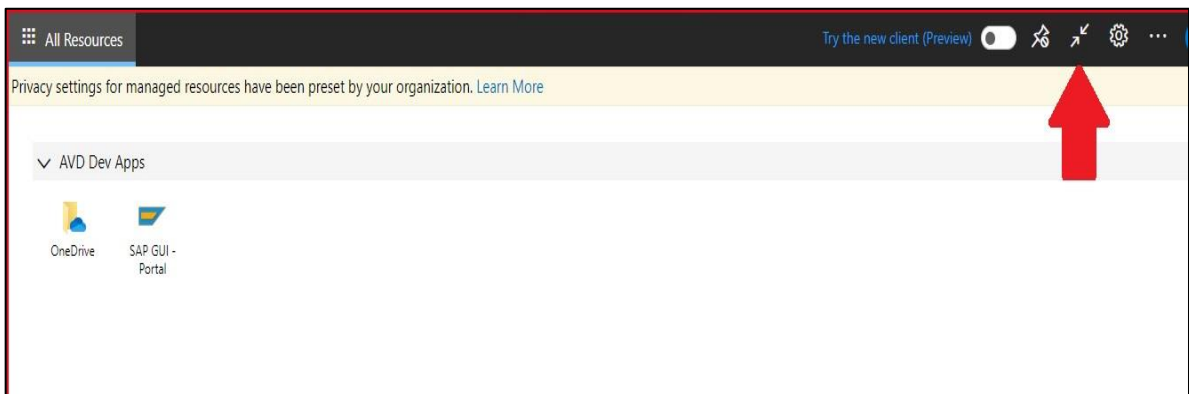 All Resources
Try the new client (Preview)
Privacy settings for managed resources have been preset by your organization. Learn More
AVD Dev Apps
OneDrive
SAP GUI -
Portal